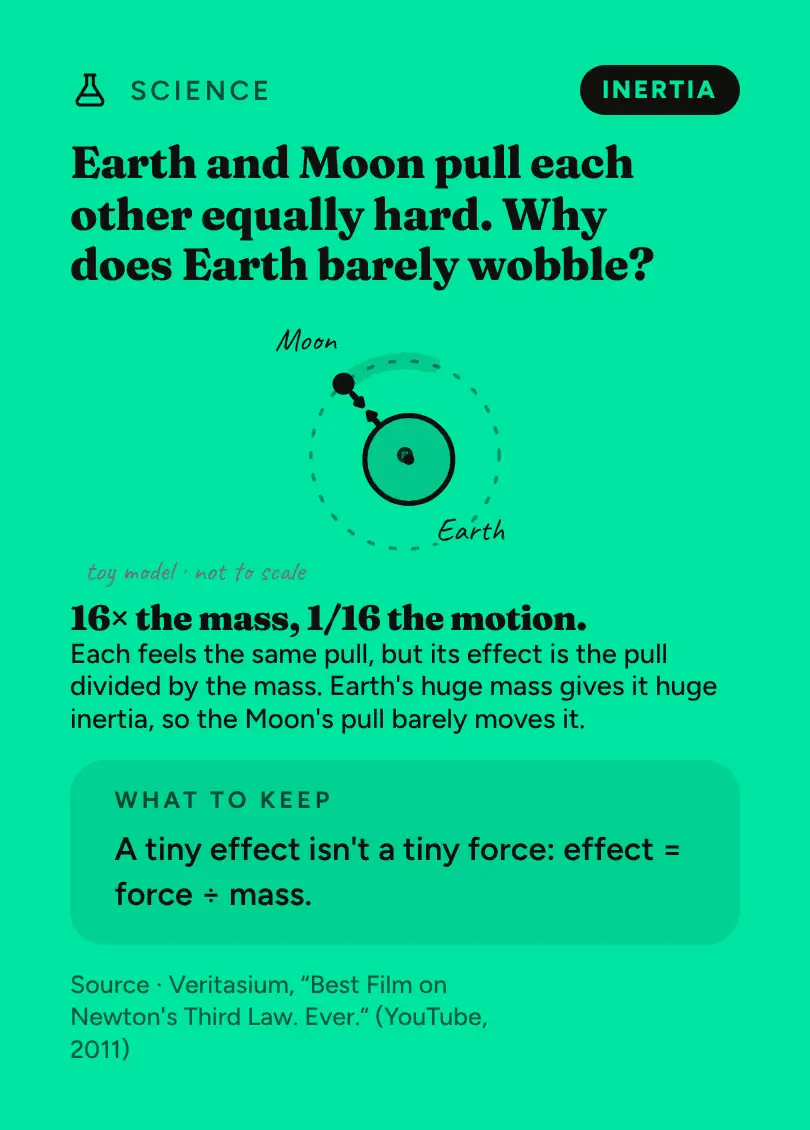 SCIENCE
INERTIA
Earth and Moon pull each
other equally hard. Why
does Earth barely wobble?
Moon
Earth
toy model · not to scale
16× the mass, 1/16 the motion.
Each feels the same pull, but its effect is the pull
divided by the mass. Earth's huge mass gives it huge
inertia, so the Moon's pull barely moves it.
WHAT TO KEEP
A tiny effect isn't a tiny force: effect =
force ÷ mass.
Source · Veritasium, “Best Film on
Newton's Third Law. Ever.” (YouTube,
2011)